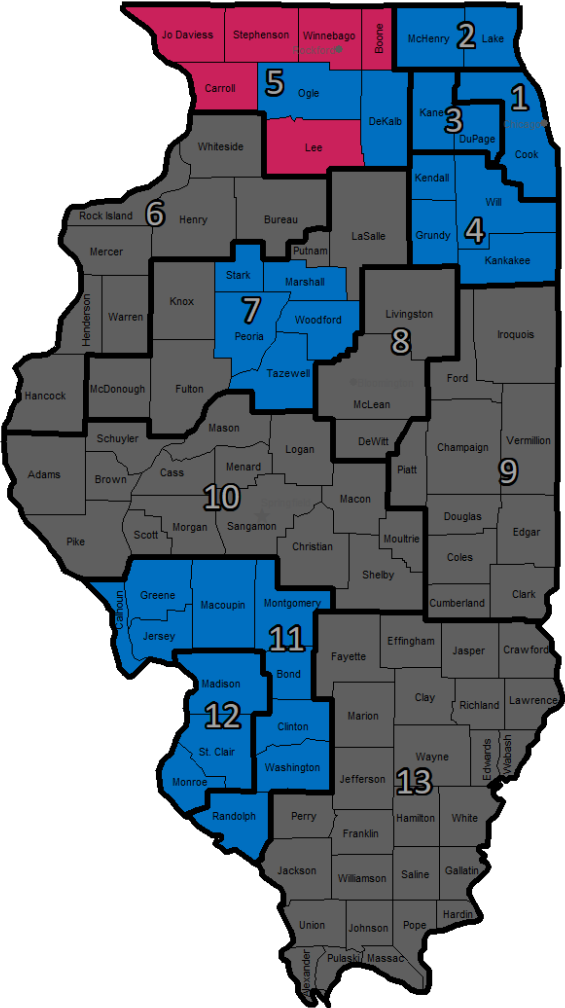 Jo Daviess Stephenson Winnebago Boone McHenry 2 Lake
Carroll 5 Ogle DeKalb Kane 3 DuPage 1 Cook
Whiteside Lee
Kendall Will
Rock Island 6 Henry Bureau Putnam LaSalle Grundy 4
Mercer Kankakee
Henderson Warren Knox Stark Marshall
7 Peoria Woodford Livingston 8 Iroquois
Tazewell McLean Ford
Hancock McDonough Fulton
Mason DeWitt
Schuyler Logan Champaign Vermillion
Adams Brown Cass Menard Macon Piatt 9
10
Pike Scott Morgan Sangamon Christian Moultrie Douglas Edgar
Shelby Coles
Cumberland Clark
Calhoun Greene Macoupin Montgomery
Jersey 11 Fayette Effingham Jasper Crawford
Madison Bond
12 Clinton Marion Clay Richland Lawrence
St. Clair Washington Wayne Edwards Wabash
Monroe Jefferson 13
Randolph Perry Franklin Hamilton White
Jackson Williamson Saline Gallatin
Union Johnson Pope Hardin
Alexander Pulaski Massac